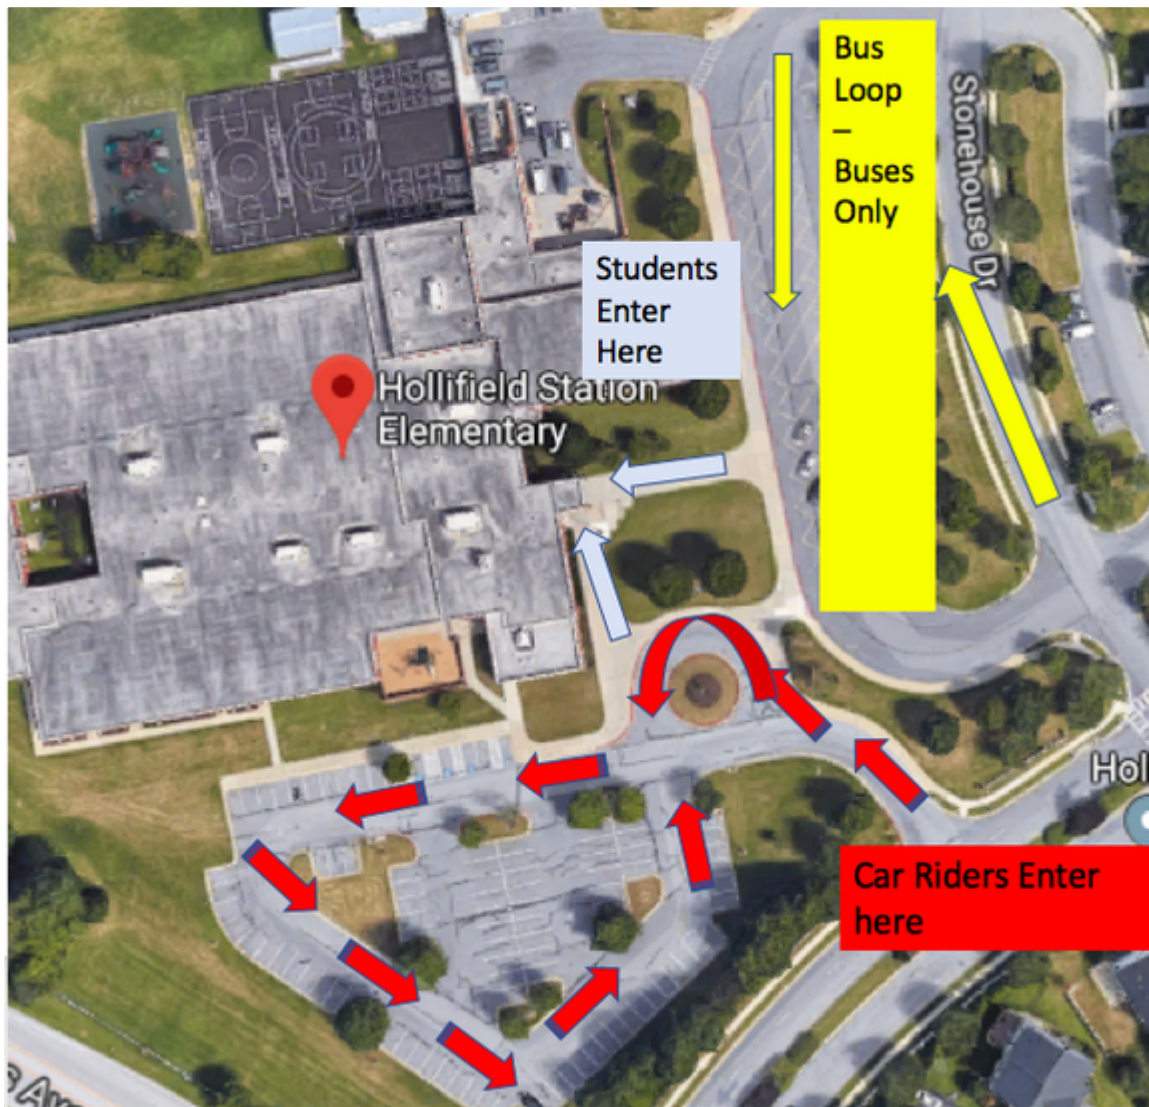 Bus
Loop
–
Buses
Only
Stonehouse Dr
Students
Enter
Here
Hollifield Station
Elementary
Hol
Car Riders Enter
here